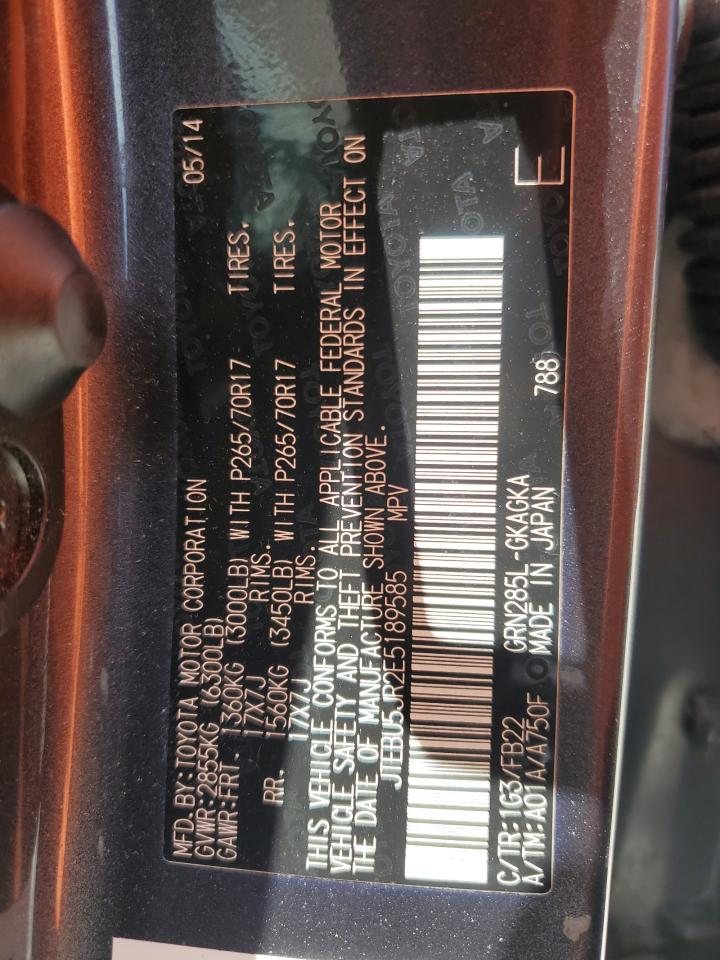 MFD.BY:TOYOTA MOTOR CORPORATION 05/14
GVWR:2855KG (6300LB)
GAWR:FRT. 1360KG (3000LB) WITH P265/70R17 TIRES.
17X7J RIMS.
RR. 1560KG (3450LB) WITH P265/70R17 TIRES.
17X7J RIMS.
THIS VEHICLE CONFORMS TO ALL APPLICABLE FEDERAL MOTOR
VEHICLE SAFETY AND THEFT PREVENTION STANDARDS IN EFFECT ON
THE DATE OF MANUFACTURE SHOWN ABOVE.
JTEBU5JR2E5189585 MPV
C/TR:1G3/FB22 GRN285L-GKAGKA
A/TM:A01A/A750F MADE IN JAPAN 788 E